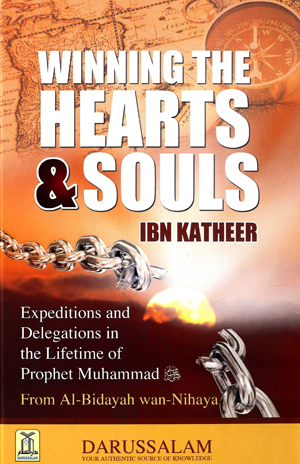 WINNING THE
HEARTS
& SOULS
IBN KATHEER
Expeditions and
Delegations in
the Lifetime of
Prophet Muhammad ﷺ
From Al-Bidayah wan-Nihaya
DARUSSALAM
DARUSSALAM
YOUR AUTHENTIC SOURCE OF KNOWLEDGE